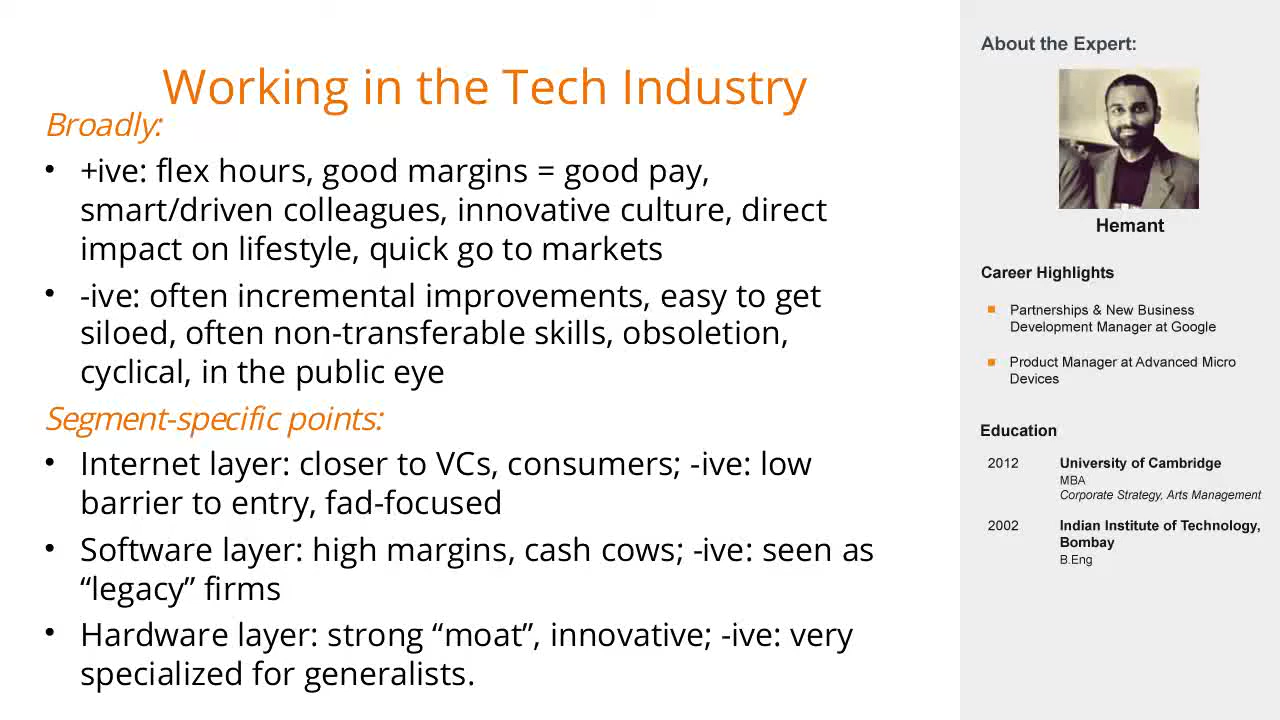 Working in the Tech Industry
Broadly:
• +ive: flex hours, good margins = good pay,
smart/driven colleagues, innovative culture, direct
impact on lifestyle, quick go to markets
• -ive: often incremental improvements, easy to get
siloed, often non-transferable skills, obsoletion,
cyclical, in the public eye
Segment-specific points:
• Internet layer: closer to VCs, consumers; -ive: low
barrier to entry, fad-focused
• Software layer: high margins, cash cows; -ive: seen as
“legacy” firms
• Hardware layer: strong “moat”, innovative; -ive: very
specialized for generalists.
About the Expert:
Hemant
Career Highlights
Partnerships & New Business
Development Manager at Google
Product Manager at Advanced Micro
Devices
Education
2012 University of Cambridge
MBA
Corporate Strategy, Arts Management
2002 Indian Institute of Technology,
Bombay
B.Eng